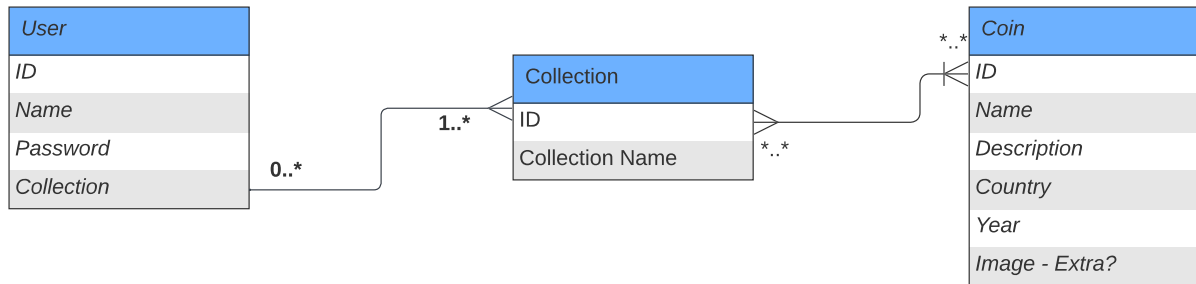 User
ID
Name
Password
Collection
0..*
1..*
Collection
ID
Collection Name
*..*
*..*
Coin
ID
Name
Description
Country
Year
Image - Extra?